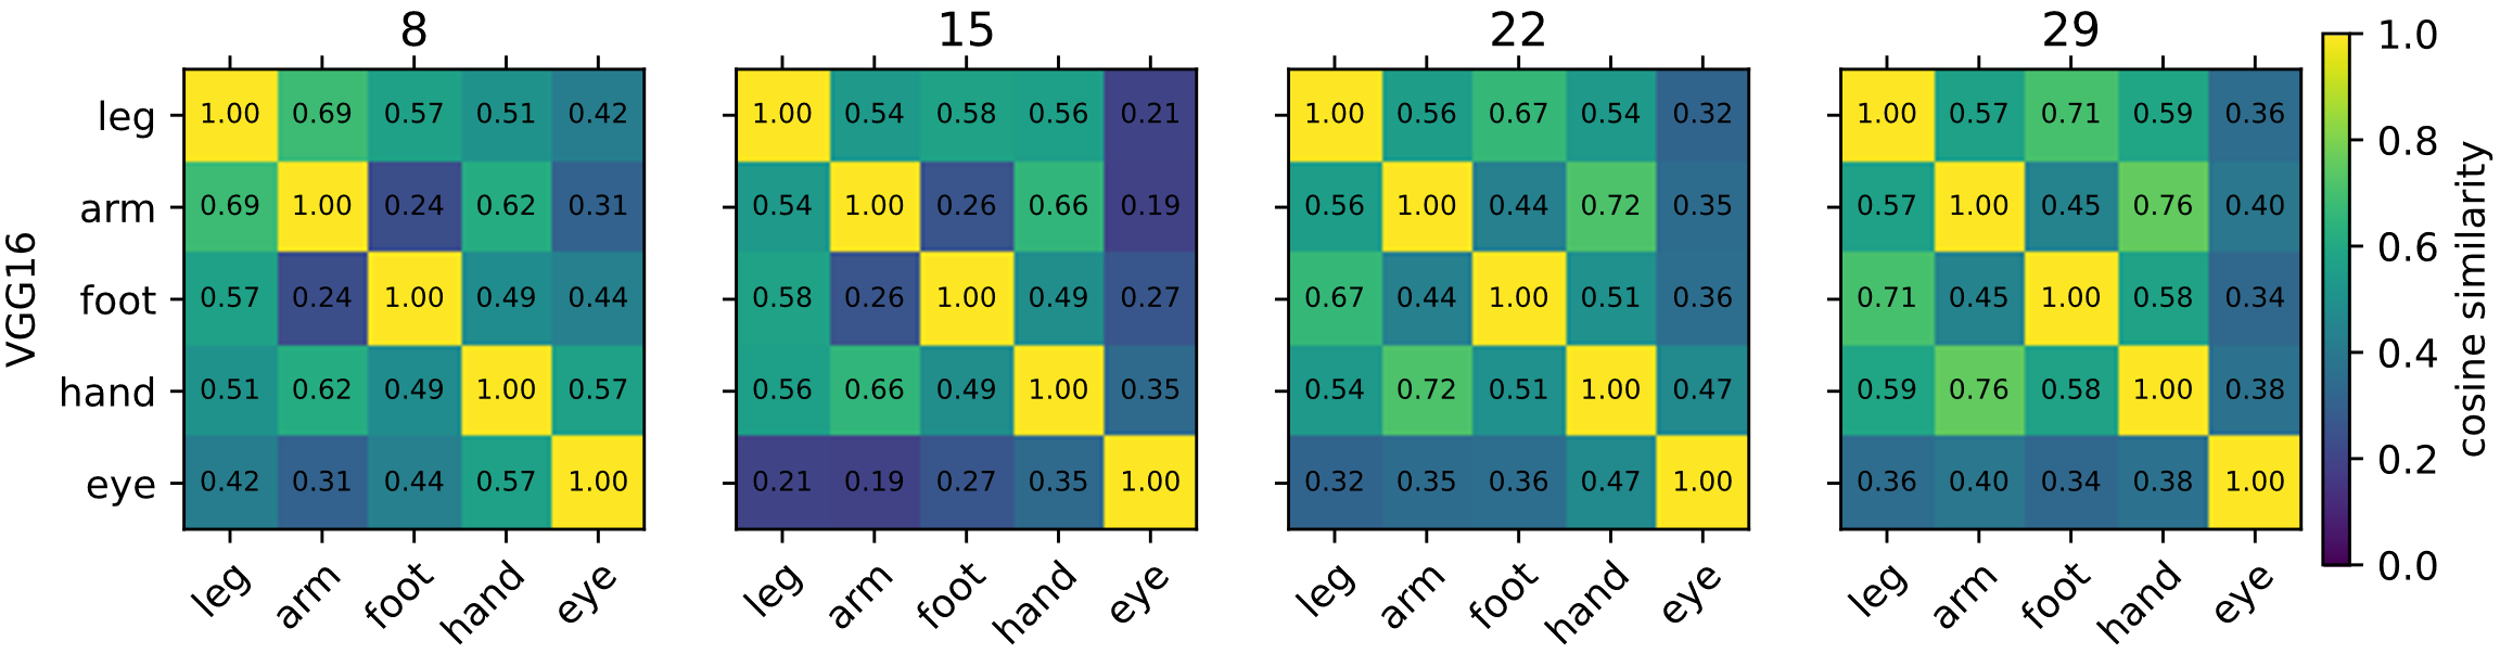 8 15 22 29
leg 1.00 0.69 0.57 0.51 0.42 1.00 0.54 0.58 0.56 0.21 1.00 0.56 0.67 0.54 0.32 1.00 0.57 0.71 0.59 0.36
arm 0.69 1.00 0.24 0.62 0.31 0.54 1.00 0.26 0.66 0.19 0.56 1.00 0.44 0.72 0.35 0.57 1.00 0.45 0.76 0.40
foot 0.57 0.24 1.00 0.49 0.44 0.58 0.26 1.00 0.49 0.27 0.67 0.44 1.00 0.51 0.36 0.71 0.45 1.00 0.58 0.34
hand 0.51 0.62 0.49 1.00 0.57 0.56 0.66 0.49 1.00 0.35 0.54 0.72 0.51 1.00 0.47 0.59 0.76 0.58 1.00 0.38
eye 0.42 0.31 0.44 0.57 1.00 0.21 0.19 0.27 0.35 1.00 0.32 0.35 0.36 0.47 1.00 0.36 0.40 0.34 0.38 1.00
leg arm foot hand eye leg arm foot hand eye leg arm foot hand eye leg arm foot hand eye
VGG16
1.0
0.8
0.6
0.4
0.2
0.0
cosine similarity